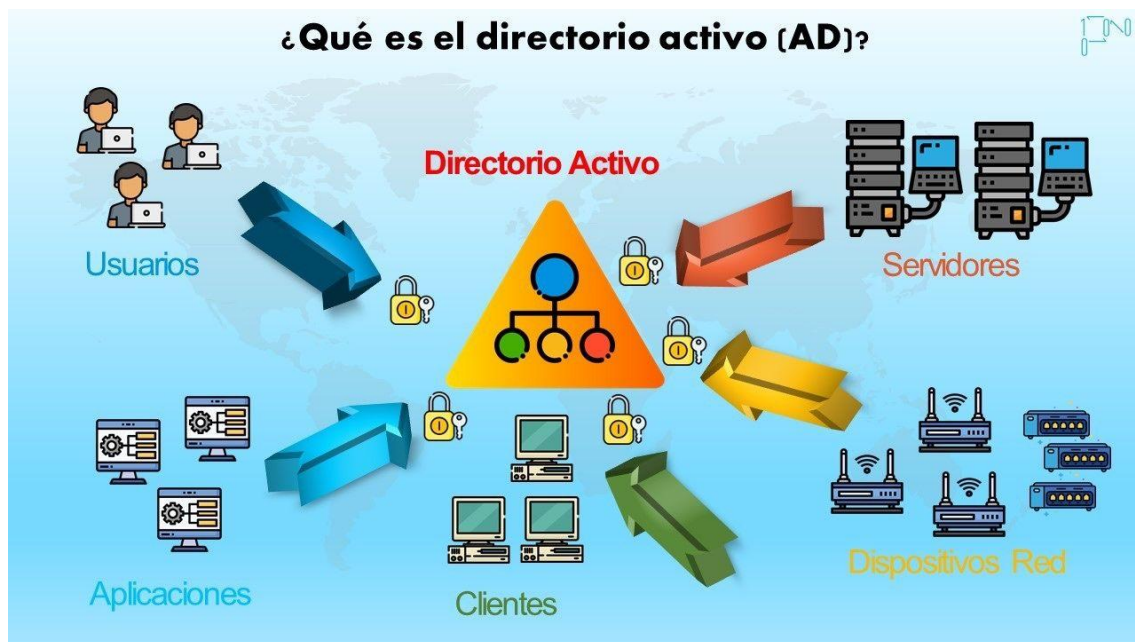 ¿Qué es el directorio activo (AD)?
Directorio Activo
Usuarios
Servidores
Aplicaciones
Clientes
Dispositivos Red